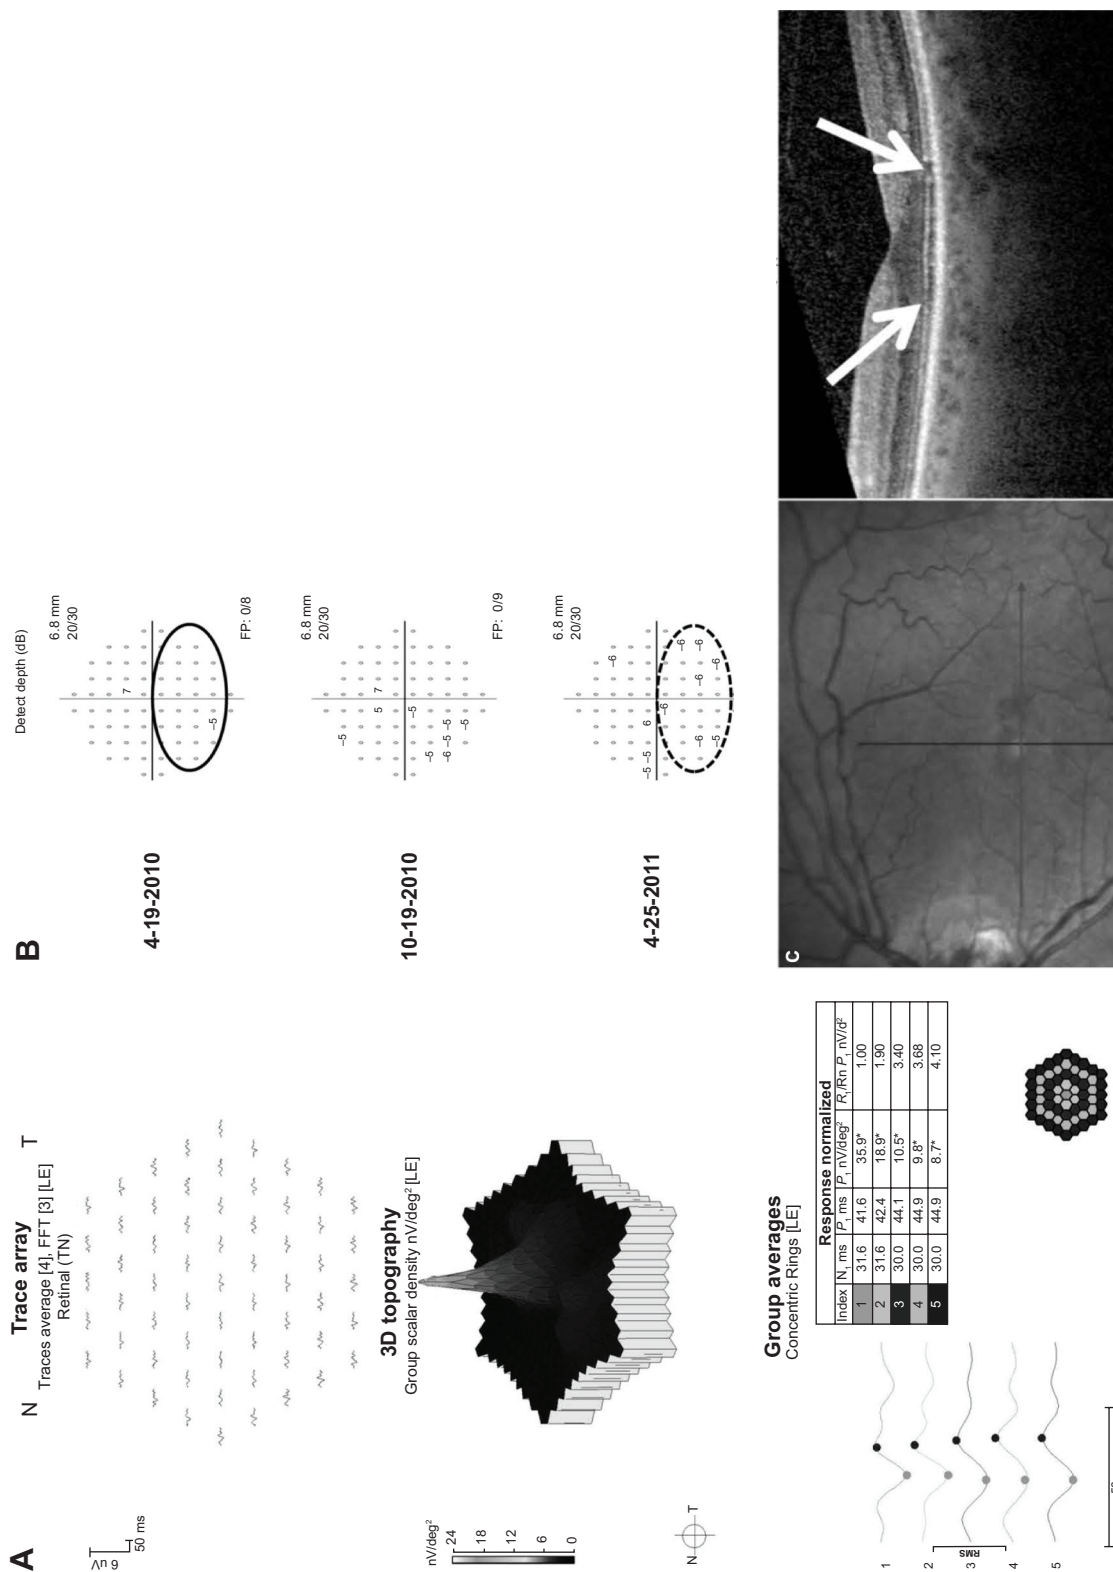 A
Trace array
Traces average [4], FFT [3] [LE]
Retinal (TN)
N
T
6 uV
50 ms
3D topography
Group scalar density nV/deg² [LE]
nV/deg²
24
18
12
6
0
N
T
Group averages
Concentric Rings [LE]
Response normalized
Index N₁ ms P₁ ms P₁ nV/deg² R₁/Rn P₁ nV/d²
1 31.6 41.6 35.9* 1.00
2 31.6 42.4 18.9* 1.90
3 30.0 44.1 10.5* 3.40
4 30.0 44.9 9.8* 3.68
5 30.0 44.9 8.7* 4.10
1
2
3
4
5
RMS
B
Detect depth (dB)
4-19-2010
6.8 mm
20/30
7
–5
FP: 0/8
10-19-2010
6.8 mm
20/30
–5
5
7
–5
–5
–5
–6
–5
–5
FP: 0/9
4-25-2011
6.8 mm
20/30
–6
–5
–5
6
–6
–6
–6
–6
–6
–6
–5
C